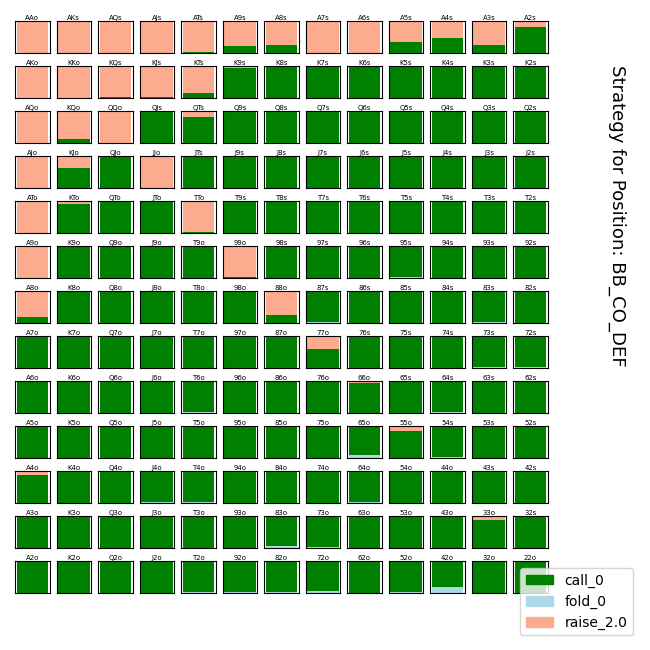 AAo AKs AQs AJs ATs A9s A8s A7s A6s A5s A4s A3s A2s
AKo KKo KQs KJs KTs K9s K8s K7s K6s K5s K4s K3s K2s
AQo KQo QQo QJs QTs Q9s Q8s Q7s Q6s Q5s Q4s Q3s Q2s
AJo KJo QJo JJo JTs J9s J8s J7s J6s J5s J4s J3s J2s
ATo KTo QTo JTo TTo T9s T8s T7s T6s T5s T4s T3s T2s
A9o K9o Q9o J9o T9o 99o 98s 97s 96s 95s 94s 93s 92s
A8o K8o Q8o J8o T8o 98o 88o 87s 86s 85s 84s 83s 82s
A7o K7o Q7o J7o T7o 97o 87o 77o 76s 75s 74s 73s 72s
A6o K6o Q6o J6o T6o 96o 86o 76o 66o 65s 64s 63s 62s
A5o K5o Q5o J5o T5o 95o 85o 75o 65o 55o 54s 53s 52s
A4o K4o Q4o J4o T4o 94o 84o 74o 64o 54o 44o 43s 42s
A3o K3o Q3o J3o T3o 93o 83o 73o 63o 53o 43o 33o 32s
A2o K2o Q2o J2o T2o 92o 82o 72o 62o 52o 42o 32o 22o
Strategy for Position: BB_CO_DEF
call_0
fold_0
raise_2.0